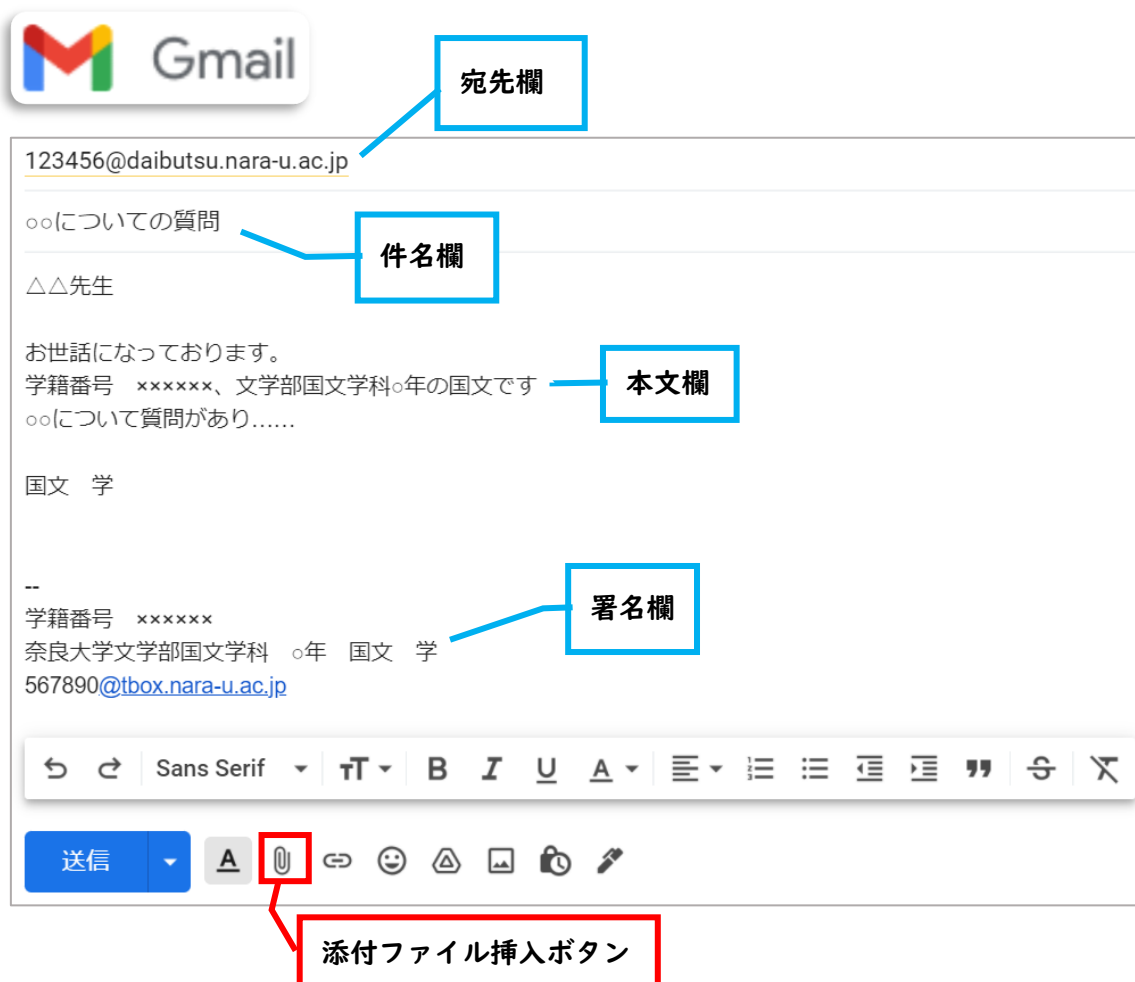 Gmail
宛先欄
123456@daibutsu.nara-u.ac.jp
○○についての質問
件名欄
△△先生
お世話になっております。
学籍番号　××××××、文学部国文学科○年の国文です
本文欄
○○について質問があり……
国文　学
--
学籍番号　××××××
署名欄
奈良大学文学部国文学科　○年　国文　学
567890@tbox.nara-u.ac.jp
Sans Serif
送信
添付ファイル挿入ボタン